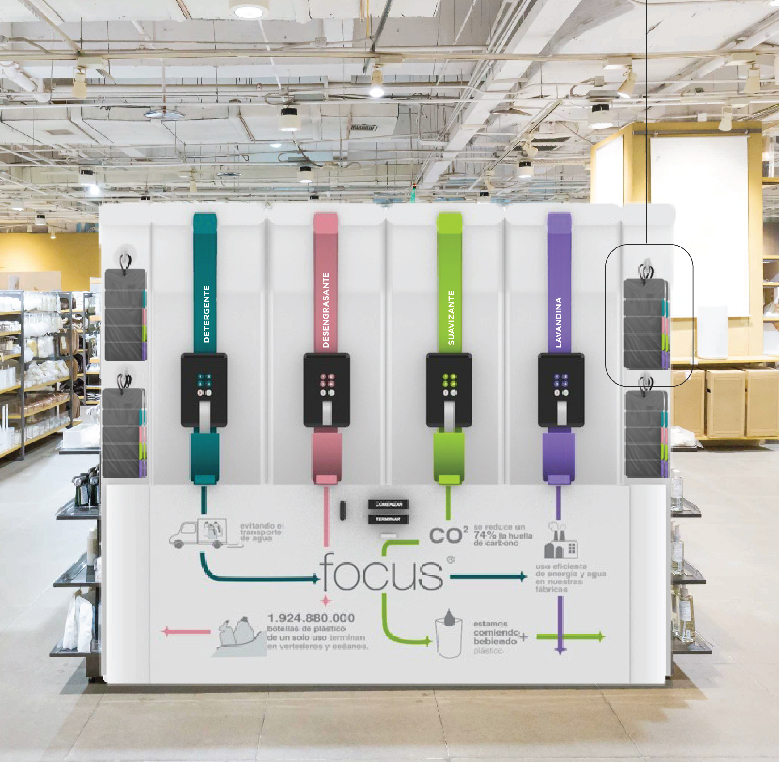 DETERGENTE
DESENGRASANTE
SUAVIZANTE
LAVANDINA
COMENZAR
TERMINAR
evitando el
transporte
de agua
CO² se reduce un
74% la huella
de carbono
focus®
uso eficiente
de energía y agua
en nuestras
fábricas
1.924.880.000
botellas de plástico
de un solo uso terminan
en vertederos y océanos.
estamos
comiendo
bebiendo +
plástico